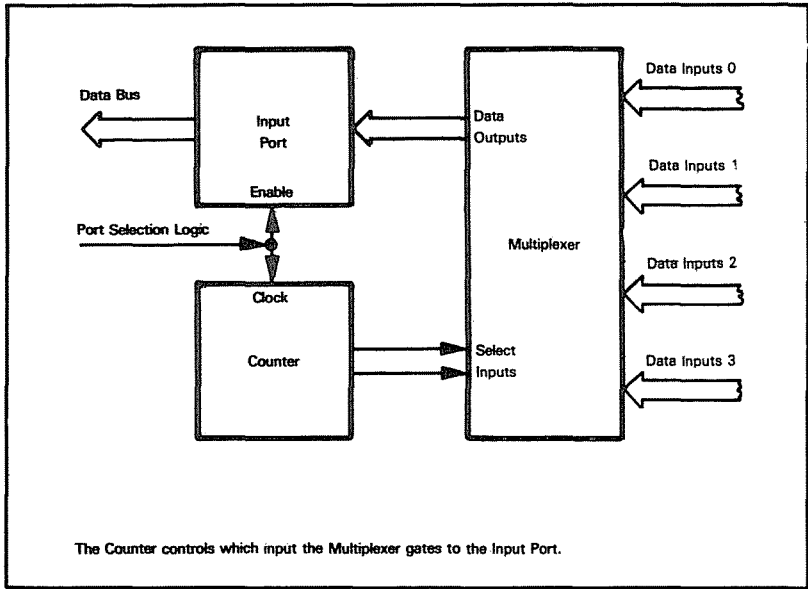 Data Inputs 0
Data Bus
Input
Port
Data
Outputs
Data Inputs 1
Enable
Port Selection Logic
Multiplexer
Data Inputs 2
Clock
Counter
Select
Inputs
Data Inputs 3
The Counter controls which input the Multiplexer gates to the Input Port.